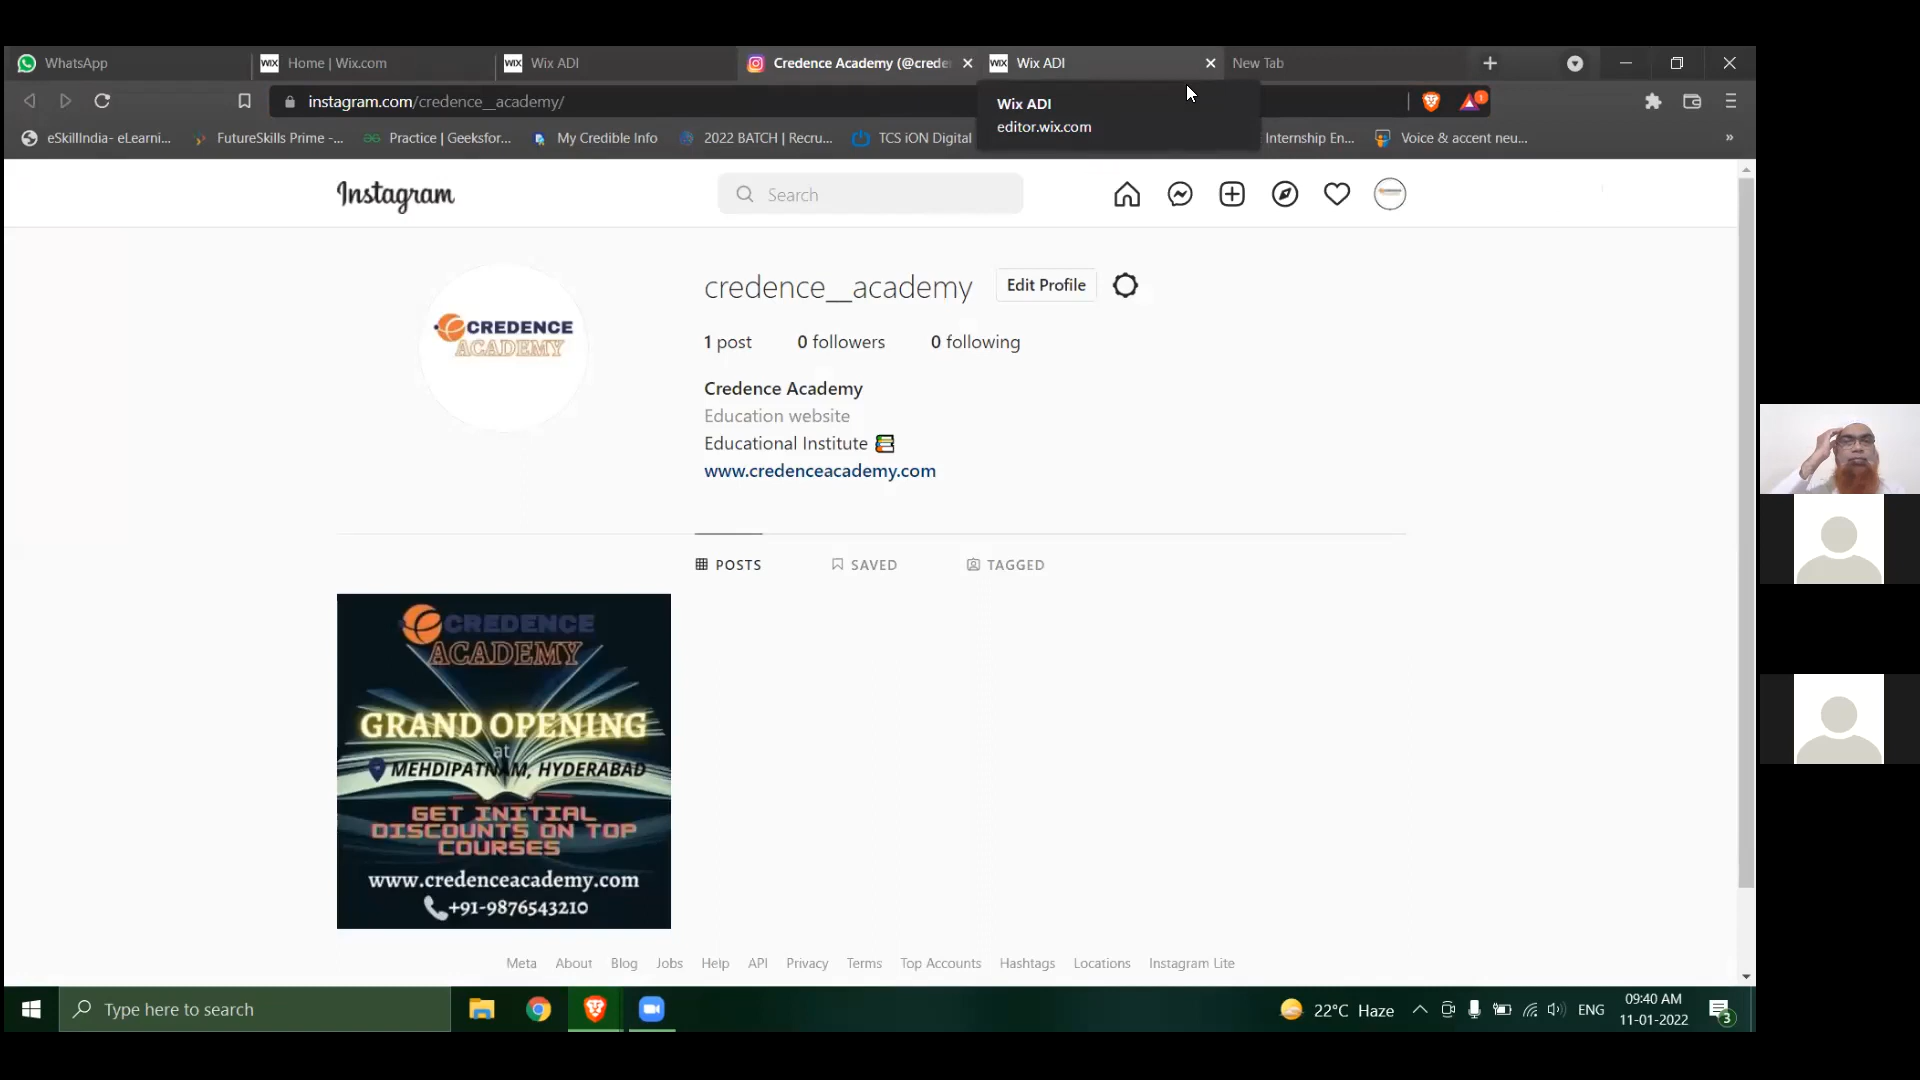 WhatsApp
WIX Home | Wix.com
WIX Wix ADI
Credence Academy (@crede
WIX Wix ADI
New Tab
instagram.com/credence__academy/
1
Wix ADI
editor.wix.com
eSkillIndia- eLearni...
FutureSkills Prime -...
Practice | Geeksfor...
My Credible Info
2022 BATCH | Recru...
TCS iON Digital
Internship En...
Voice & accent neu...
»
Instagram
Search
CREDENCE
ACADEMY
credence__academy
Edit Profile
1 post
0 followers
0 following
Credence Academy
Education website
Educational Institute 📚
www.credenceacademy.com
POSTS
SAVED
TAGGED
CREDENCE
ACADEMY
GRAND OPENING
at
MEHDIPATNAM, HYDERABAD
GET INITIAL
DISCOUNTS ON TOP
COURSES
www.credenceacademy.com
+91-9876543210
Meta About Blog Jobs Help API Privacy Terms Top Accounts Hashtags Locations Instagram Lite
Type here to search
22°C Haze
ENG
09:40 AM
11-01-2022
3